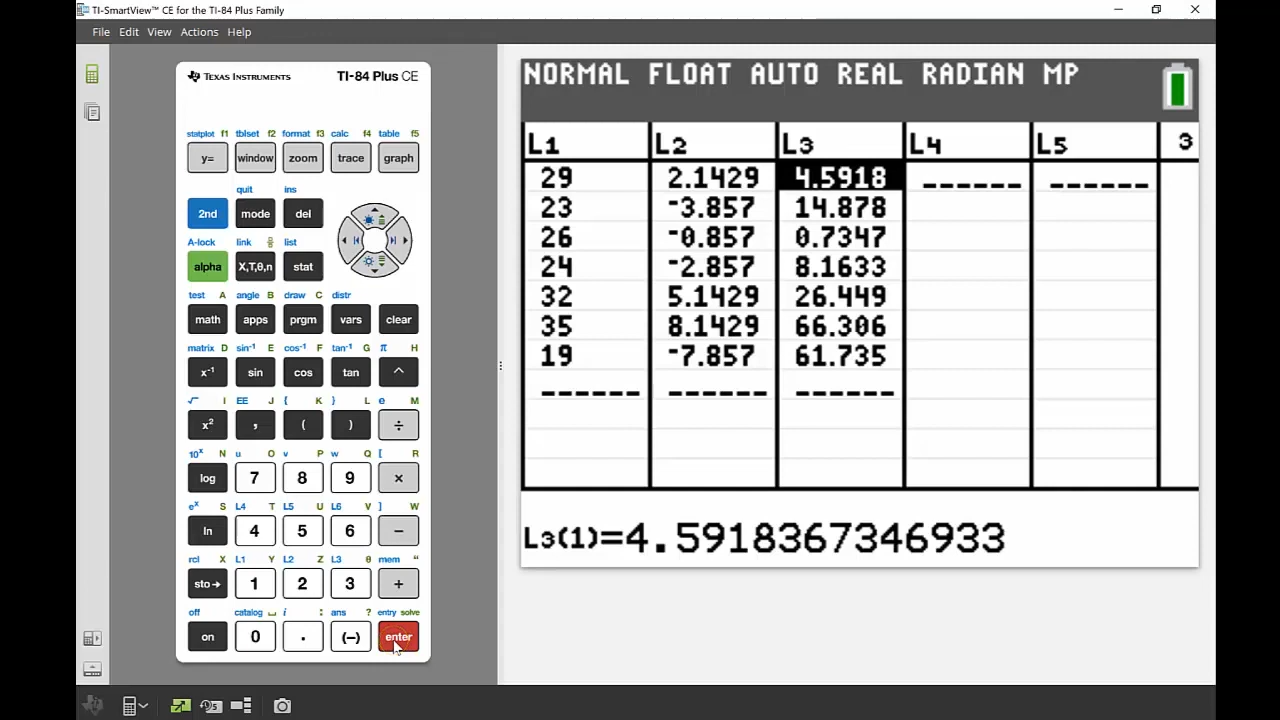 TI-SmartView™ CE for the TI-84 Plus Family
File Edit View Actions Help
TEXAS INSTRUMENTS TI-84 Plus CE
statplot f1 tblset f2 format f3 calc f4 table f5
y= window zoom trace graph
quit ins
2nd mode del
A-lock link list
alpha X,T,θ,n stat
test A angle B draw C distr
math apps prgm vars clear
matrix D sin⁻¹ E cos⁻¹ F tan⁻¹ G π H
x⁻¹ sin cos tan ^
√ I EE J { K } L e M
x² , ( ) ÷
10ˣ N u O v P w Q [ R
log 7 8 9 ×
eˣ S L4 T L5 U L6 V ] W
ln 4 5 6 −
rcl X L1 Y L2 Z L3 θ mem “
sto→ 1 2 3 +
off catalog i : ans ? entry solve
on 0 . (−) enter
NORMAL FLOAT AUTO REAL RADIAN MP
L1 L2 L3 L4 L5 3
29 2.1429 4.5918 ------ ------
23 -3.857 14.878
26 -0.857 0.7347
24 -2.857 8.1633
32 5.1429 26.449
35 8.1429 66.306
19 -7.857 61.735
------ ------ ------
L3(1)=4.5918367346933